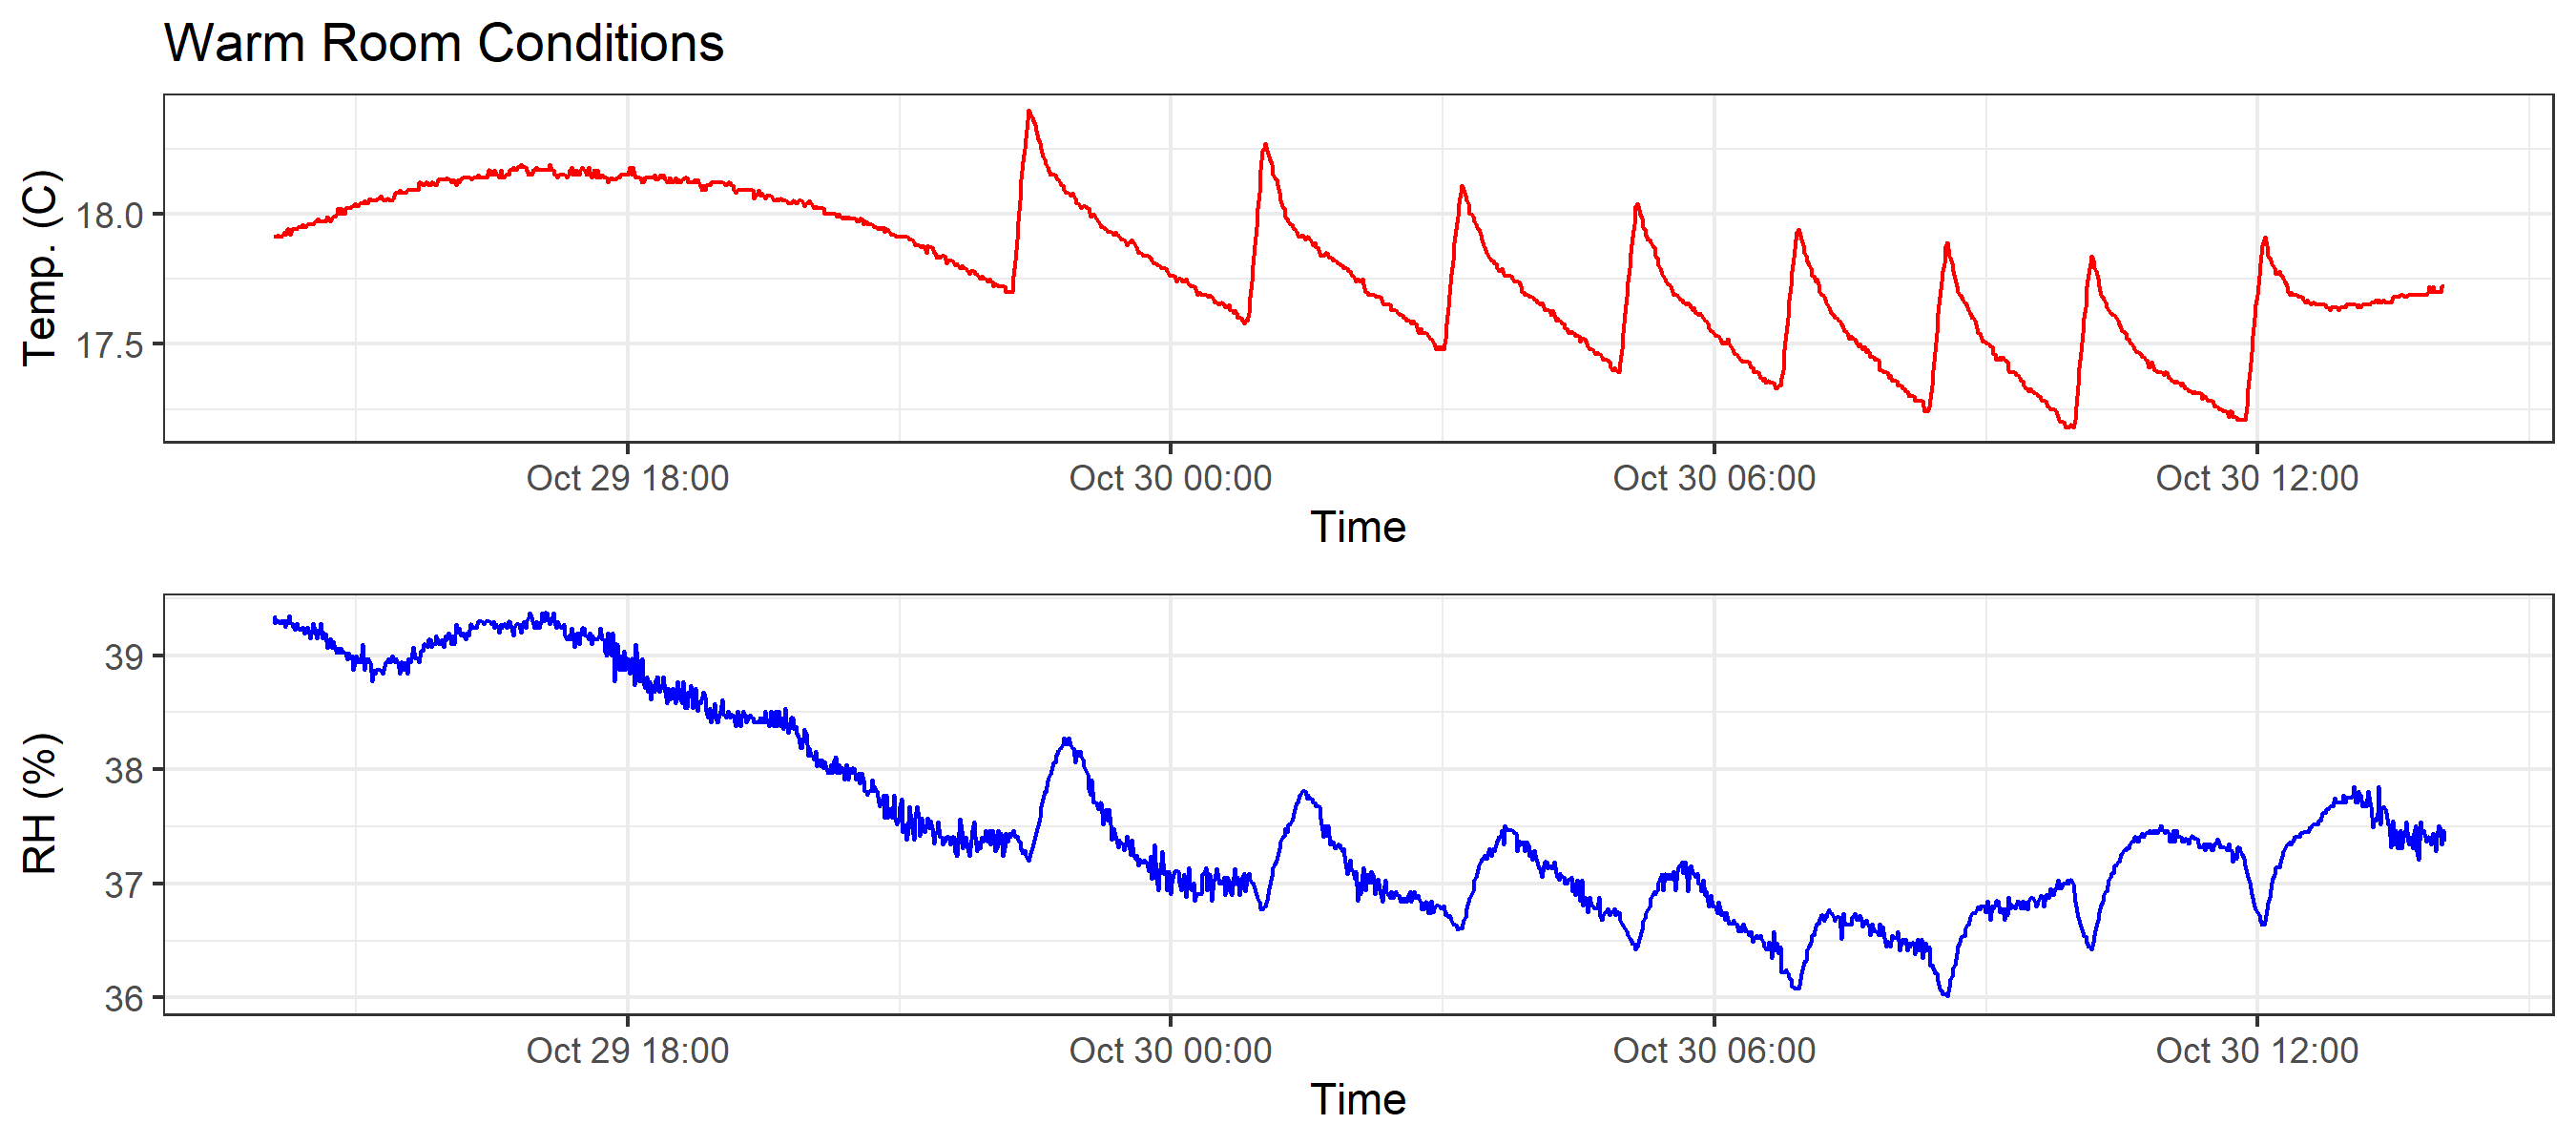 Warm Room Conditions
Temp. (C)
18.0
17.5
Oct 29 18:00 Oct 30 00:00 Oct 30 06:00 Oct 30 12:00
Time
RH (%)
39
38
37
36
Oct 29 18:00 Oct 30 00:00 Oct 30 06:00 Oct 30 12:00
Time